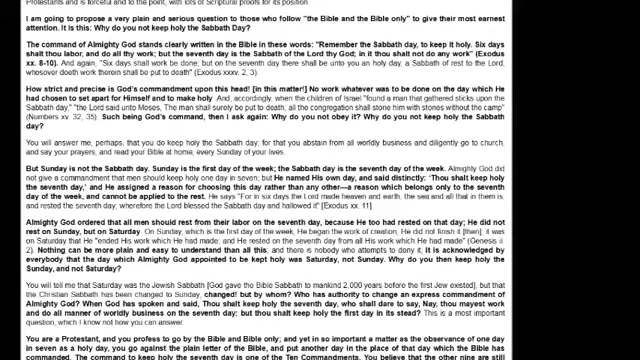 Protestants and is forceful and to the point, with lots of Scriptural proofs for its position.
I am going to propose a very plain and serious question to those who follow "the Bible and the Bible only" to give their most earnest
attention. It is this: Why do you not keep holy the Sabbath Day?
The command of Almighty God stands clearly written in the Bible in these words: "Remember the Sabbath day, to keep it holy. Six days
shalt thou labor, and do all thy work; but the seventh day is the Sabbath of the Lord thy God; in it thou shalt not do any work" (Exodus
xx. 8-10). And again, "Six days shall work be done; but on the seventh day there shall be unto you an holy day, a Sabbath of rest to the Lord;
whosover doeth work therein shall be put to death" (Exodus xxxv. 2, 3).
How strict and precise is God's commandment upon this head! [in this matter!] No work whatever was to be done on the day which He
had chosen to set apart for Himself and to make holy. And, accordingly, when the children of Israel "found a man that gathered sticks upon the
Sabbath day," "the Lord said unto Moses, The man shall surely be put to death; all the congregation shall stone him with stones without the camp"
(Numbers xv. 32, 35). Such being God's command, then I ask again: Why do you not obey it? Why do you not keep holy the Sabbath
day?
You will answer me, perhaps, that you do keep holy the Sabbath day; for that you abstain from all worldly business and diligently go to church,
and say your prayers, and read your Bible at home, every Sunday of your lives.
But Sunday is not the Sabbath day. Sunday is the first day of the week; the Sabbath day is the seventh day of the week. Almighty God
did not give a commandment that men should keep holy one day in seven; but He named His own day, and said distinctly: 'Thou shalt keep holy
the seventh day,' and He assigned a reason for choosing this day rather than any other—a reason which belongs only to the seventh
day of the week, and cannot be applied to the rest. He says "For in six days the Lord made heaven and earth, the sea and all that in them is,
and rested the seventh day; wherefore the Lord blessed the Sabbath day and hallowed it" [Exodus xx. 11]
Almighty God ordered that all men should rest from their labor on the seventh day, because He too had rested on that day; He did not
rest on Sunday, but on Saturday. On Sunday, which is the first day of the week, He began the work of creation, He did not finish it [then]; it was
on Saturday that He "ended His work which He had made; and He rested on the seventh day from all His work which He had made" (Genesis ii.
2). Nothing can be more plain and easy to understand than all this; and there is nobody who attempts to deny it; it is acknowledged by
everybody that the day which Almighty God appointed to be kept holy was Saturday, not Sunday. Why do you then keep holy the
Sunday, and not Saturday?
You will tell me that Saturday was the Jewish Sabbath [God gave the Bible Sabbath to mankind 2,000 years before the first Jew existed], but that
the Christian Sabbath has been changed to Sunday, changed! but by whom? Who has authority to change an express commandment of
Almighty God? When God has spoken and said, Thou shalt keep holy the seventh day, who shall dare to say, Nay, thou mayest work
and do all manner of worldly business on the seventh day; but thou shalt keep holy the first day in its stead? This is a most important
question, which I know not how you can answer.
You are a Protestant, and you profess to go by the Bible and Bible only; and yet in so important a matter as the observance of one day
in seven as a holy day, you go against the plain letter of the Bible, and put another day in the place of that day which the Bible has
commanded. The command to keep holy the seventh day is one of the Ten Commandments. You believe that the other nine are still